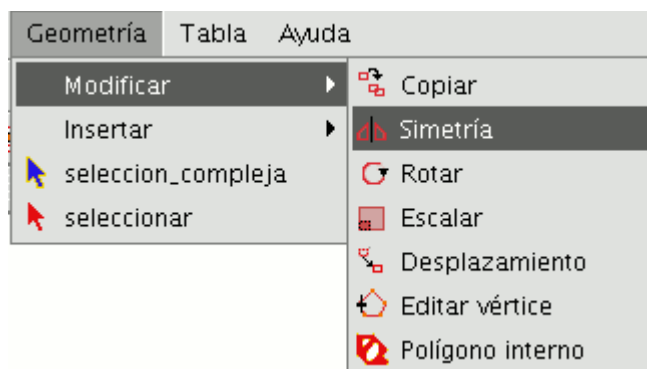 Geometría Tabla Ayuda
Modificar
Insertar
seleccion_compleja
seleccionar
Copiar
Simetría
Rotar
Escalar
Desplazamiento
Editar vértice
Polígono interno